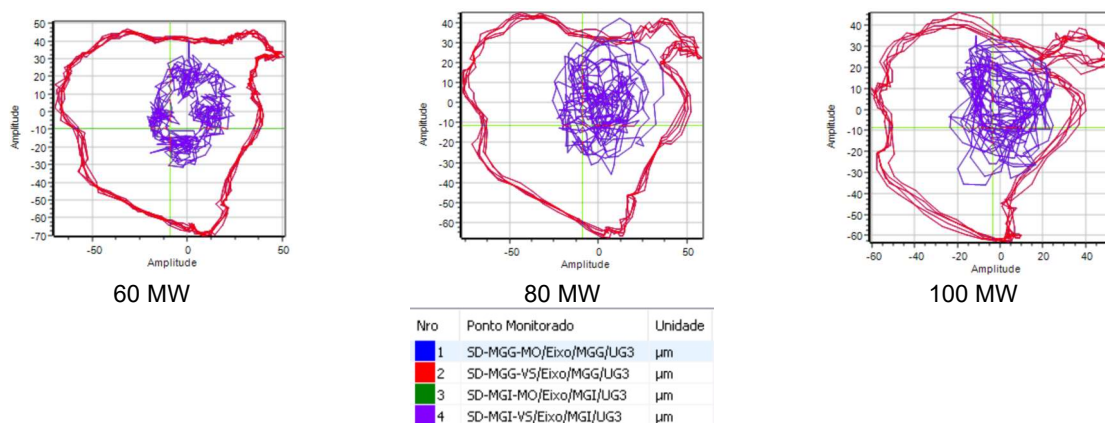 50
40
30
20
10
0
-10
-20
-30
-40
-50
-60
-70
Amplitude
-50 0 50
Amplitude
60 MW
40
30
20
10
0
-10
-20
-30
-40
-50
-60
Amplitude
-50 0 50
Amplitude
80 MW
40
30
20
10
0
-10
-20
-30
-40
-50
-60
Amplitude
-60 -40 -20 0 20 40
Amplitude
100 MW
Nro Ponto Monitorado Unidade
1 SD-MGG-MO/Eixo/MGG/UG3 µm
2 SD-MGG-VS/Eixo/MGG/UG3 µm
3 SD-MGI-MO/Eixo/MGI/UG3 µm
4 SD-MGI-VS/Eixo/MGI/UG3 µm